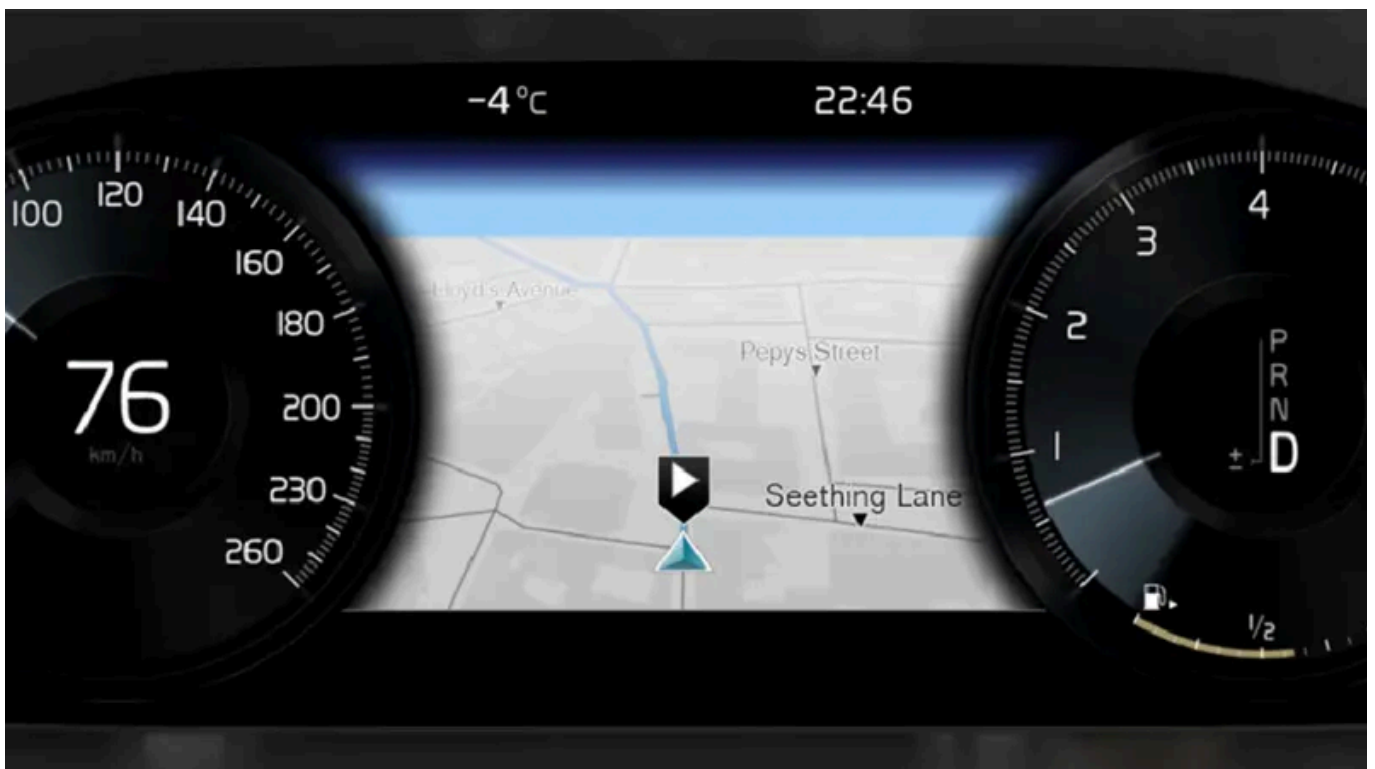 -4°C
22:46
100
120
140
160
180
200
230
260
76
km/h
Lloyd's Avenue
Pepys Street
Seething Lane
4
3
2
1
P
R
N
± D
1/2